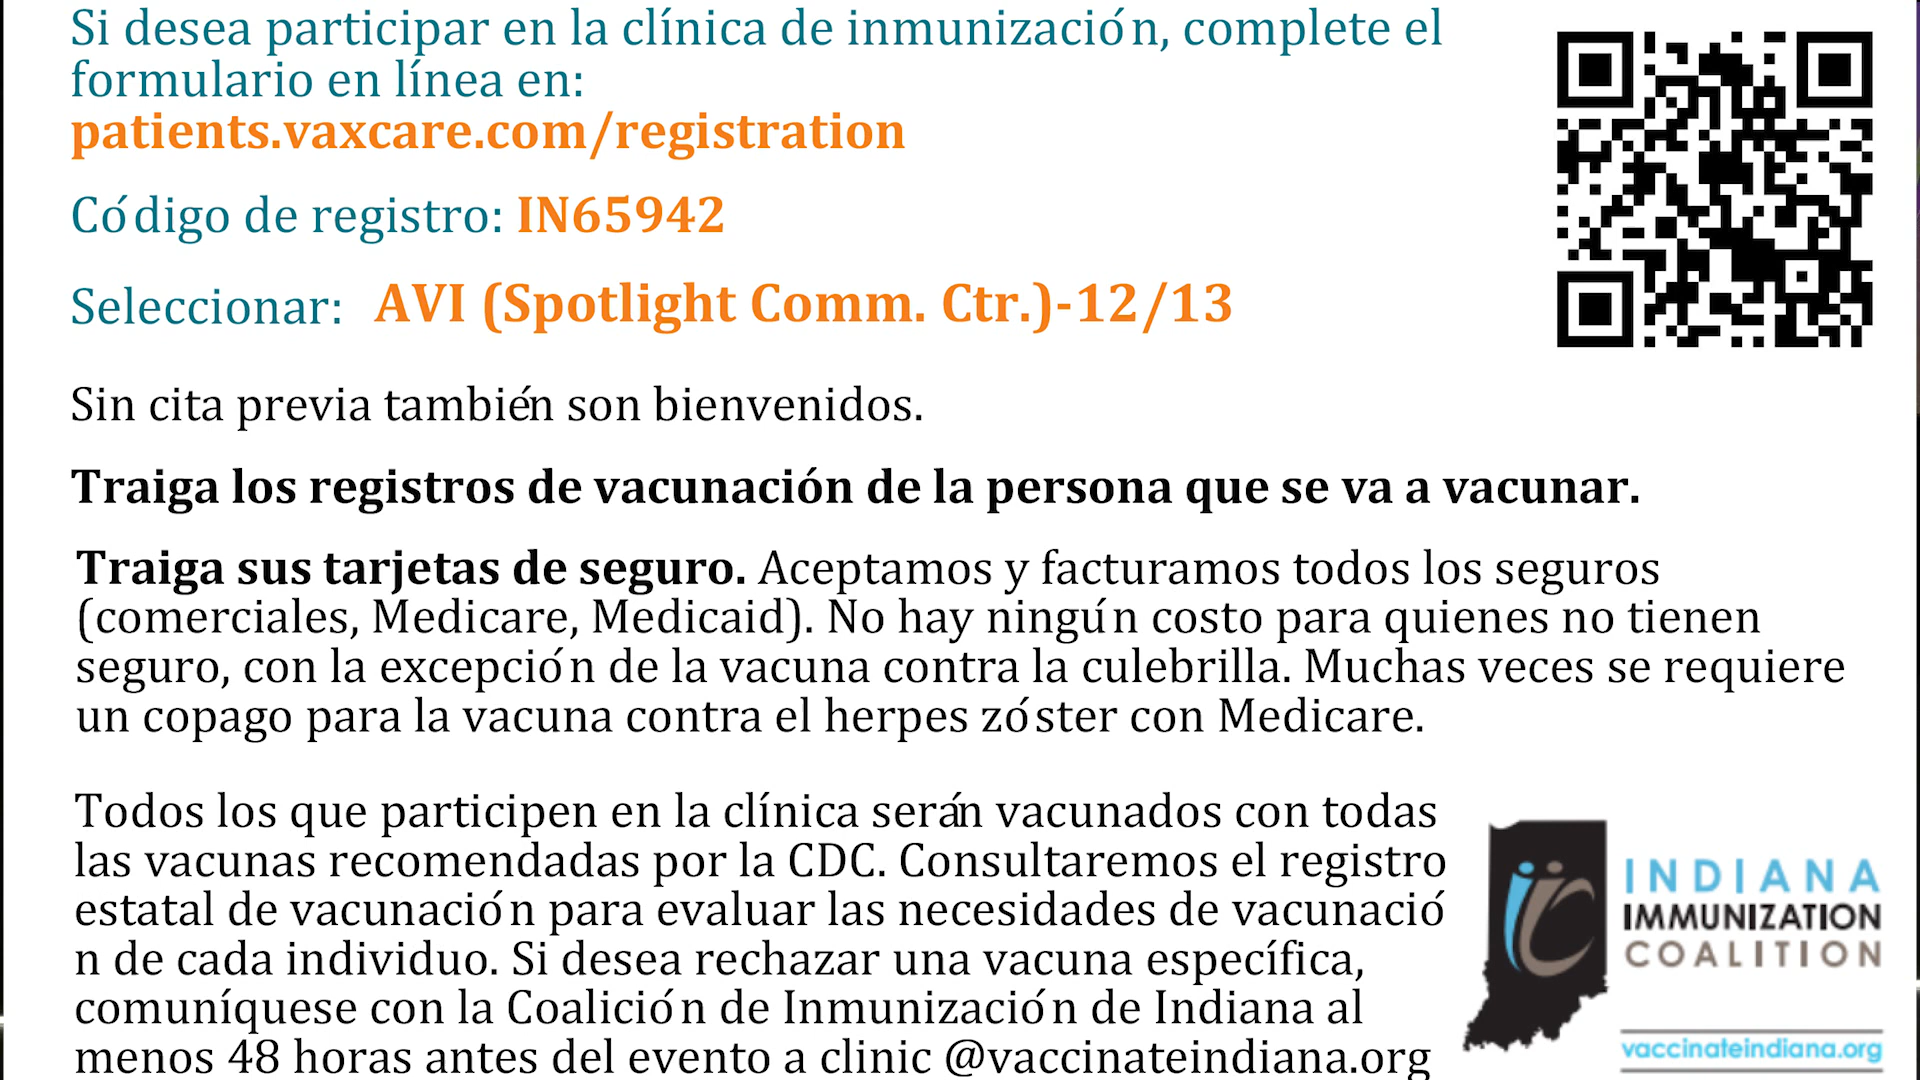 Si desea participar en la clínica de inmunización, complete el
formulario en línea en:
patients.vaxcare.com/registration
Código de registro: IN65942
Seleccionar: AVI (Spotlight Comm. Ctr.)-12/13
Sin cita previa también son bienvenidos.
Traiga los registros de vacunación de la persona que se va a vacunar.
Traiga sus tarjetas de seguro. Aceptamos y facturamos todos los seguros
(comerciales, Medicare, Medicaid). No hay ningún costo para quienes no tienen
seguro, con la excepción de la vacuna contra la culebrilla. Muchas veces se requiere
un copago para la vacuna contra el herpes zóster con Medicare.
Todos los que participen en la clínica serán vacunados con todas
las vacunas recomendadas por la CDC. Consultaremos el registro
estatal de vacunación para evaluar las necesidades de vacunació
n de cada individuo. Si desea rechazar una vacuna específica,
comuníquese con la Coalición de Inmunización de Indiana al
menos 48 horas antes del evento a clinic @vaccinateindiana.org
iic
INDIANA
IMMUNIZATION
COALITION
vaccinateindiana.org